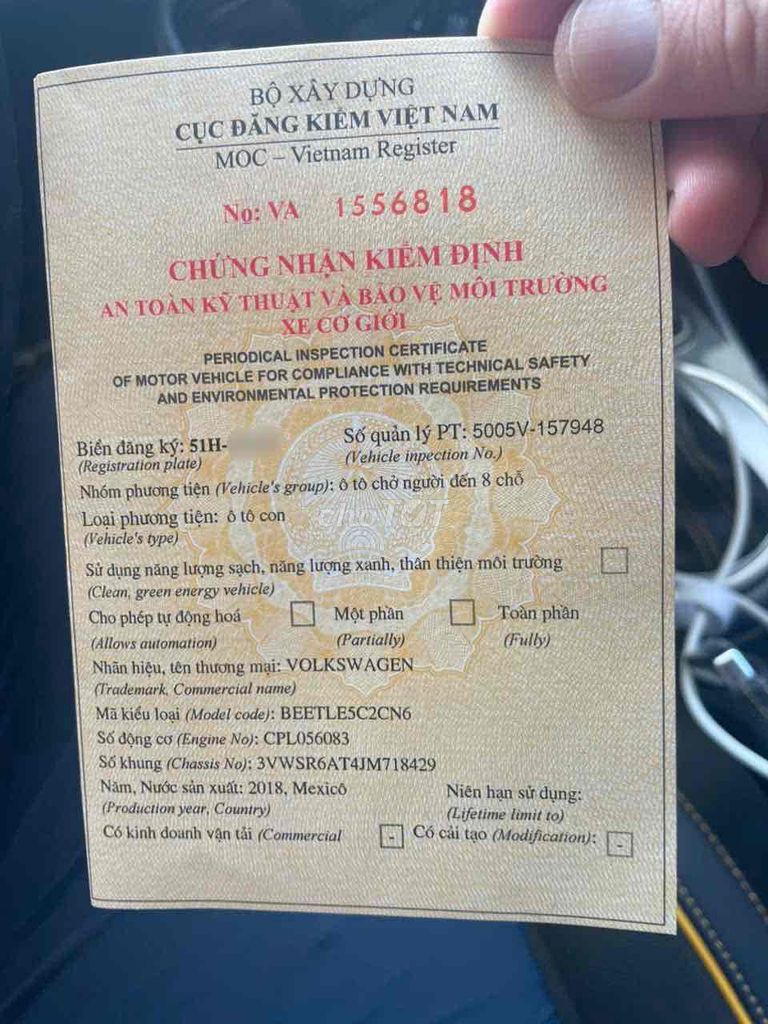 BỘ XÂY DỰNG
CỤC ĐĂNG KIỂM VIỆT NAM
MOC – Vietnam Register
No: VA 1556818
CHỨNG NHẬN KIỂM ĐỊNH
AN TOÀN KỸ THUẬT VÀ BẢO VỆ MÔI TRƯỜNG
XE CƠ GIỚI
PERIODICAL INSPECTION CERTIFICATE
OF MOTOR VEHICLE FOR COMPLIANCE WITH TECHNICAL SAFETY
AND ENVIRONMENTAL PROTECTION REQUIREMENTS
Biển đăng ký: 51H- Số quản lý PT: 5005V-157948
(Registration plate) (Vehicle inpection No.)
Nhóm phương tiện (Vehicle's group): ô tô chở người đến 8 chỗ
Loại phương tiện: ô tô con
(Vehicle's type)
chợTỐT
Sử dụng năng lượng sạch, năng lượng xanh, thân thiện môi trường
(Clean, green energy vehicle)
Cho phép tự động hoá Một phần Toàn phần
(Allows automation) (Partially) (Fully)
Nhãn hiệu, tên thương mại: VOLKSWAGEN
(Trademark, Commercial name)
Mã kiểu loại (Model code): BEETLE5C2CN6
Số động cơ (Engine No): CPL056083
Số khung (Chassis No): 3VWSR6AT4JM718429
Năm, Nước sản xuất: 2018, Mexicô Niên hạn sử dụng:
(Production year, Country) (Lifetime limit to)
Có kinh doanh vận tải (Commercial - Có cải tạo (Modification): -